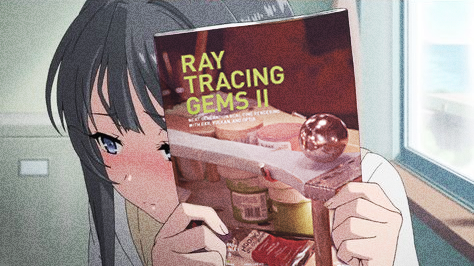 RAY
TRACING
GEMS II
NEXT GENERATION REAL-TIME RENDERING
WITH DXR, VULKAN, AND OPTIX